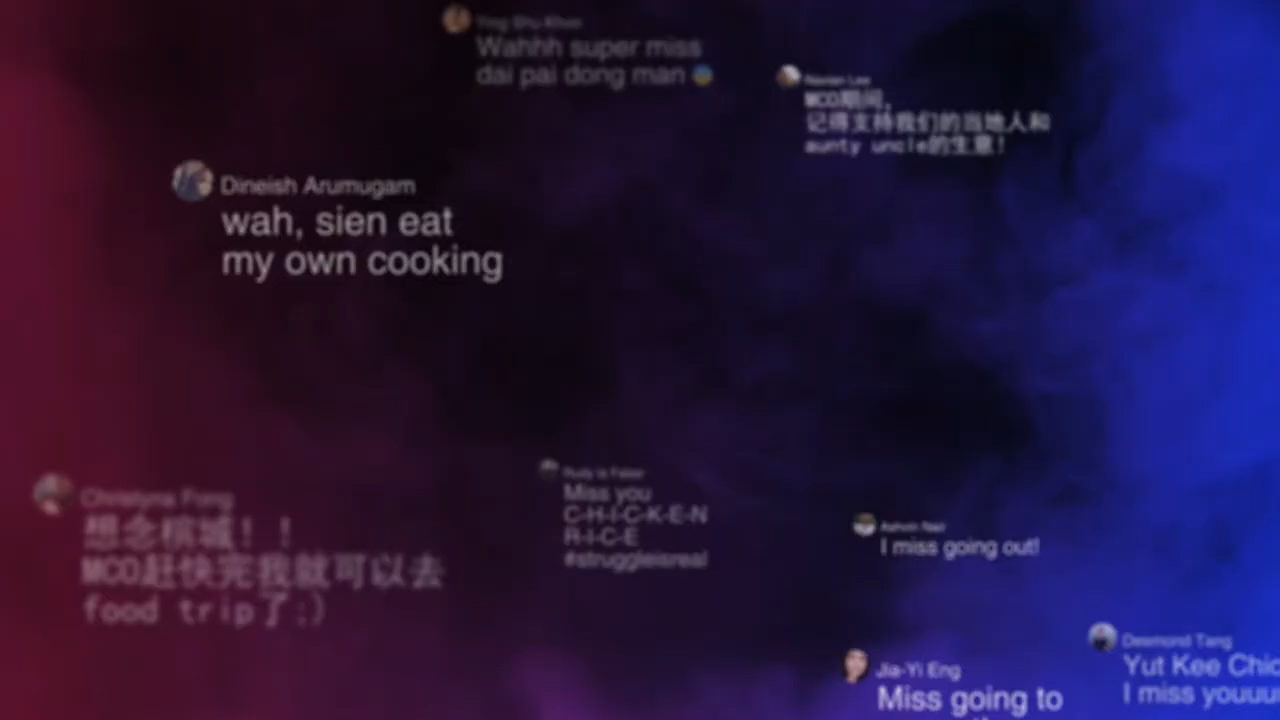 Wahhh super miss
dai pai dong man
MCO期间,
记得支持我们的当地人和
aunty uncle的生意!
Dineish Arumugam
wah, sien eat
my own cooking
Christyna Fong
想念槟城!!
MCO赶快完我就可以去
food trip了:)
Miss you
C-H-I-C-K-E-N
R-I-C-E
#struggleisreal
I miss going out!
Jia-Yi Eng
Miss going to
Desmond Tang
Yut Kee Chic
I miss youuu